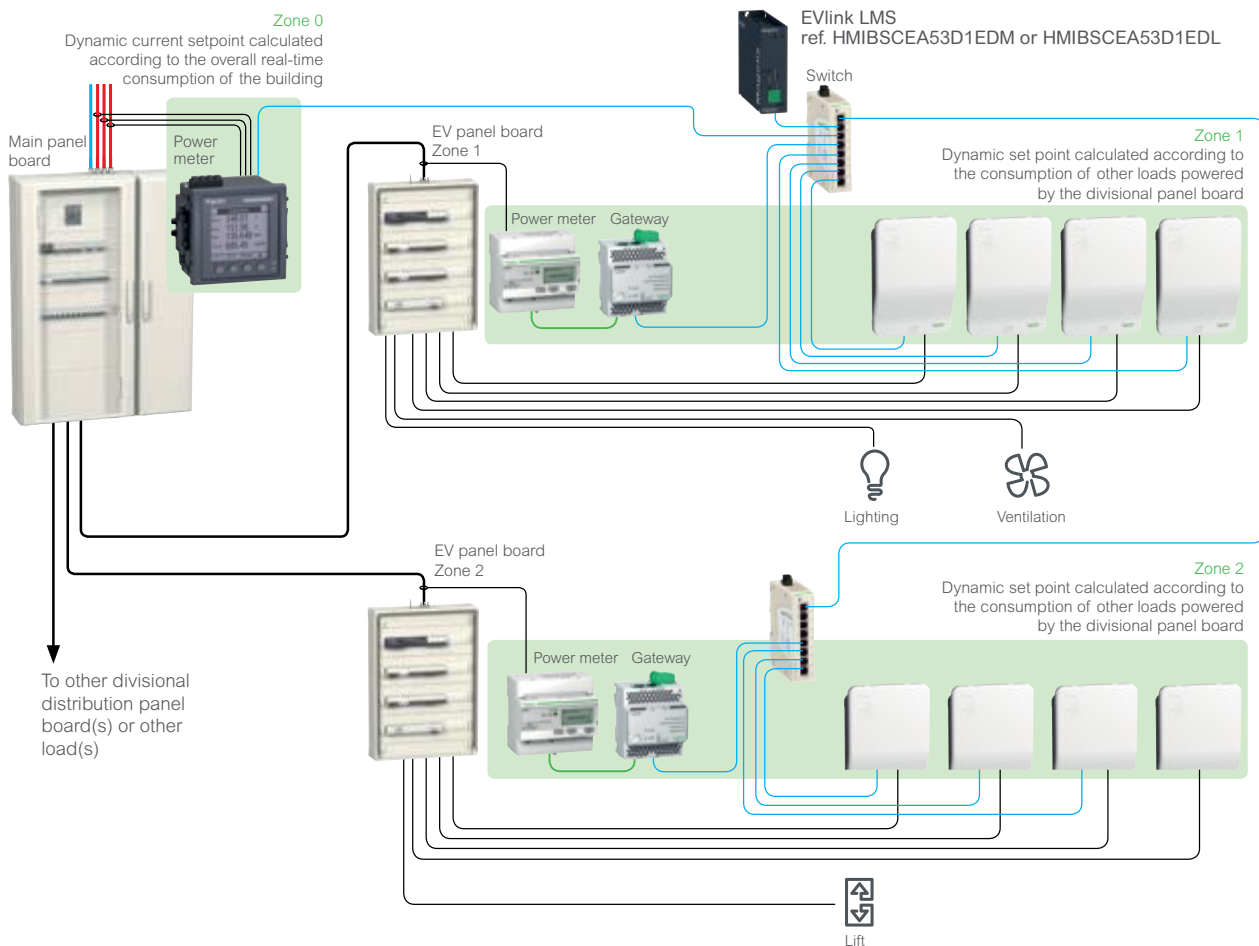 Zone 0
Dynamic current setpoint calculated
according to the overall real-time
consumption of the building
EVlink LMS
ref. HMIBSCEA53D1EDM or HMIBSCEA53D1EDL
Switch
Main panel
board
Power
meter
EV panel board
Zone 1
Zone 1
Dynamic set point calculated according to
the consumption of other loads powered
by the divisional panel board
Power meter
Gateway
Lighting
Ventilation
EV panel board
Zone 2
Zone 2
Dynamic set point calculated according to
the consumption of other loads powered
by the divisional panel board
Power meter
Gateway
To other divisional
distribution panel
board(s) or other
load(s)
Lift